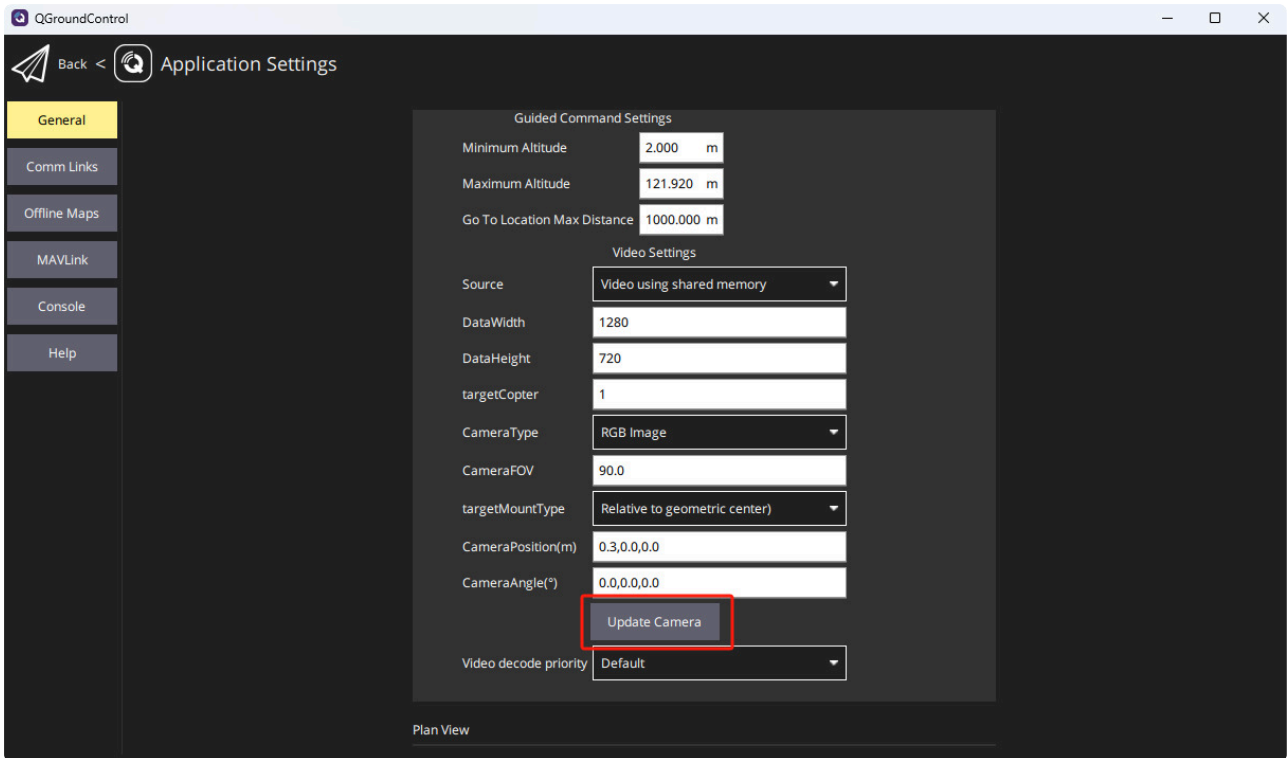 QGroundControl
Back < Application Settings
General
Comm Links
Offline Maps
MAVLink
Console
Help
Guided Command Settings
Minimum Altitude 2.000 m
Maximum Altitude 121.920 m
Go To Location Max Distance 1000.000 m
Video Settings
Source Video using shared memory
DataWidth 1280
DataHeight 720
targetCopter 1
CameraType RGB Image
CameraFOV 90.0
targetMountType Relative to geometric center)
CameraPosition(m) 0.3,0.0,0.0
CameraAngle(°) 0.0,0.0,0.0
Update Camera
Video decode priority Default
Plan View